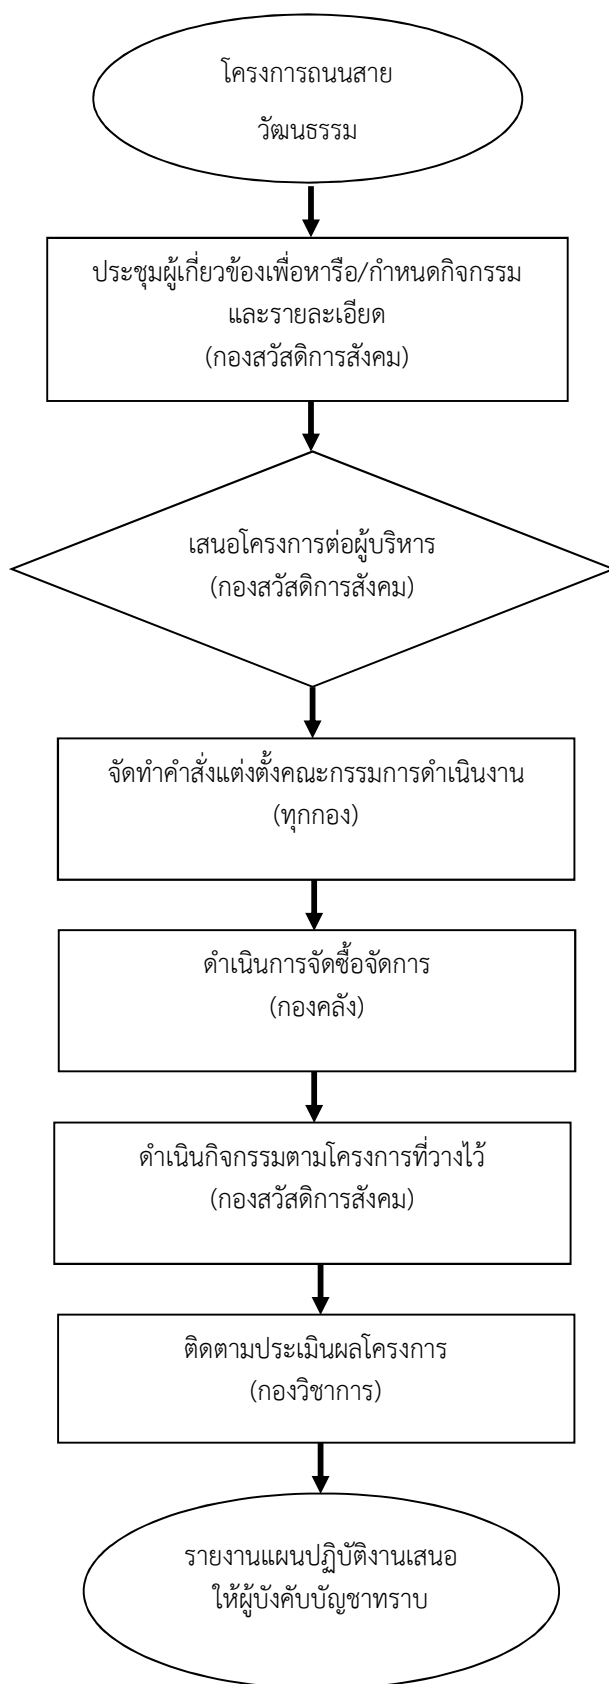 โครงการถนนสาย
วัฒนธรรม
ประชุมผู้เกี่ยวข้องเพื่อหารือ/กำหนดกิจกรรม
และรายละเอียด
(กองสวัสดิการสังคม)
เสนอโครงการต่อผู้บริหาร
(กองสวัสดิการสังคม)
จัดทำคำสั่งแต่งตั้งคณะกรรมการดำเนินงาน
(ทุกกอง)
ดำเนินการจัดซื้อจัดการ
(กองคลัง)
ดำเนินกิจกรรมตามโครงการที่วางไว้
(กองสวัสดิการสังคม)
ติดตามประเมินผลโครงการ
(กองวิชาการ)
รายงานแผนปฏิบัติงานเสนอ
ให้ผู้บังคับบัญชาทราบ